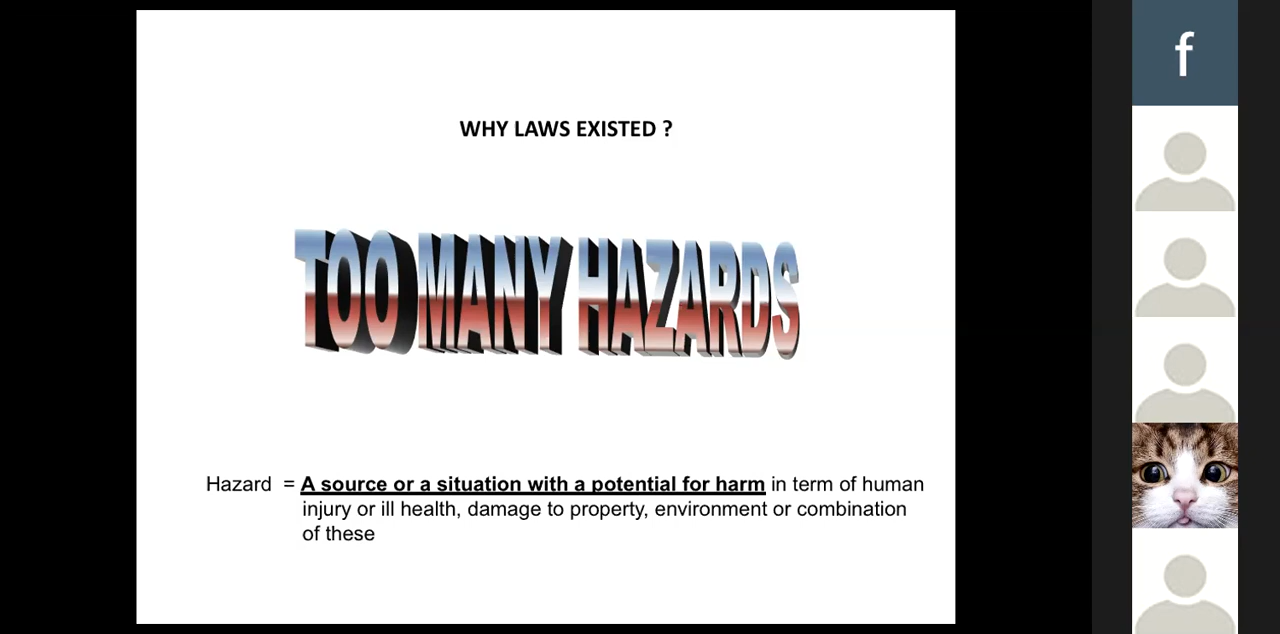 f
WHY LAWS EXISTED ?
TOO MANY HAZARDS
Hazard = A source or a situation with a potential for harm in term of human
injury or ill health, damage to property, environment or combination
of these